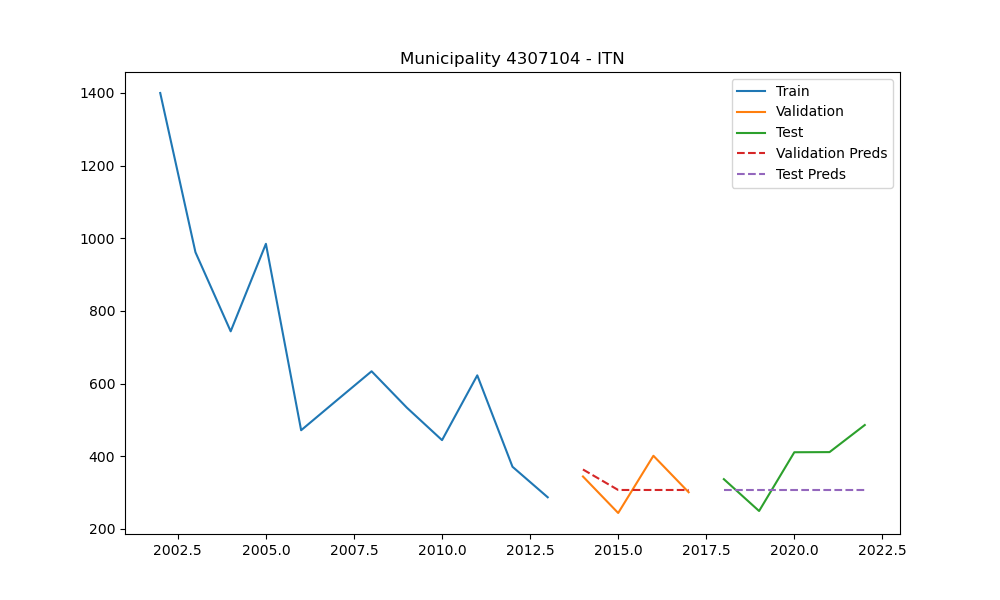 Municipality 4307104 - ITN
1400
1200
1000
800
600
400
200
2002.5 2005.0 2007.5 2010.0 2012.5 2015.0 2017.5 2020.0 2022.5
Train
Validation
Test
Validation Preds
Test Preds